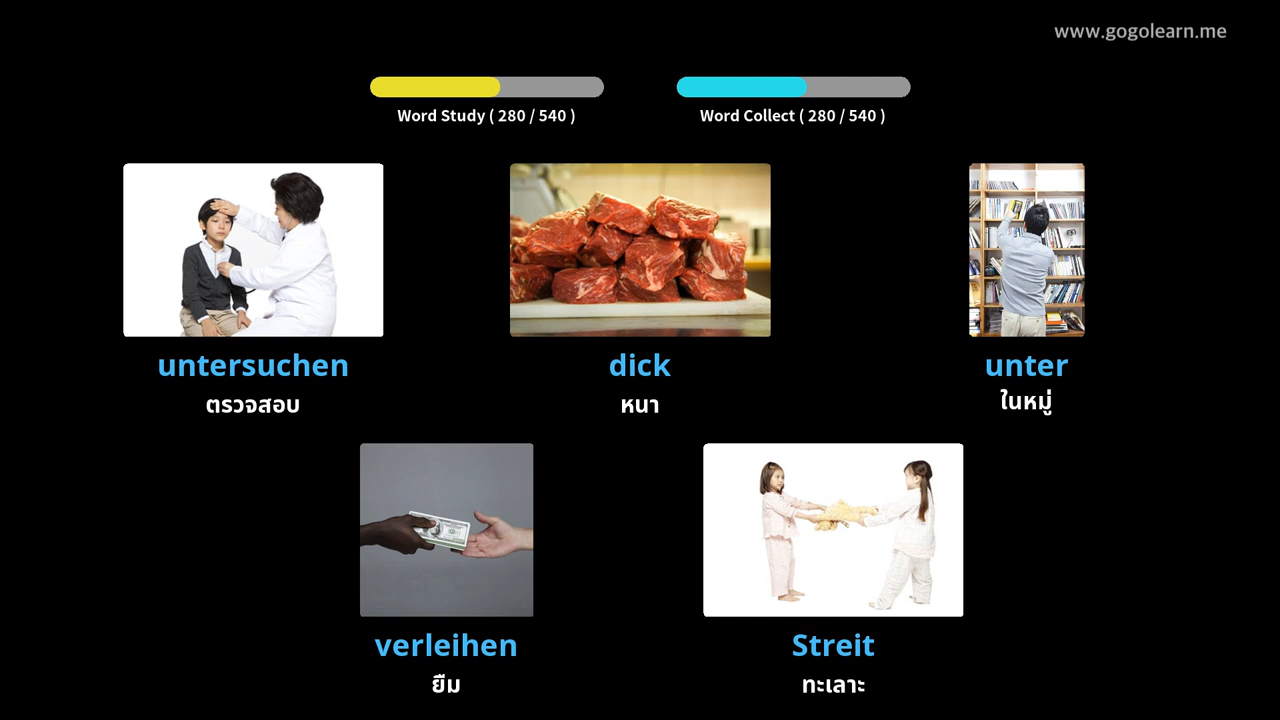 www.gogolearn.me
Word Study ( 280 / 540 )
Word Collect ( 280 / 540 )
untersuchen
ตรวจสอบ
dick
หนา
unter
ในหมู่
verleihen
ยืม
Streit
ทะเลาะ